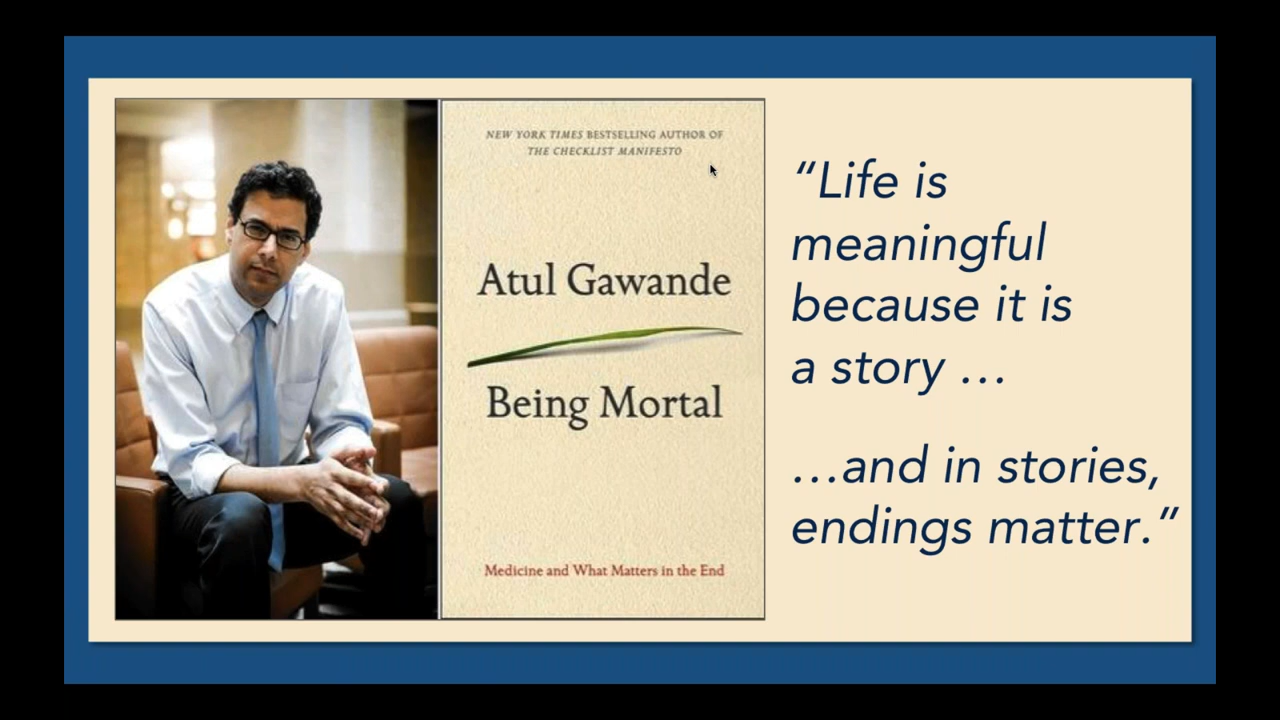 NEW YORK TIMES BESTSELLING AUTHOR OF
THE CHECKLIST MANIFESTO
Atul Gawande
Being Mortal
Medicine and What Matters in the End
“Life is
meaningful
because it is
a story …
…and in stories,
endings matter.”